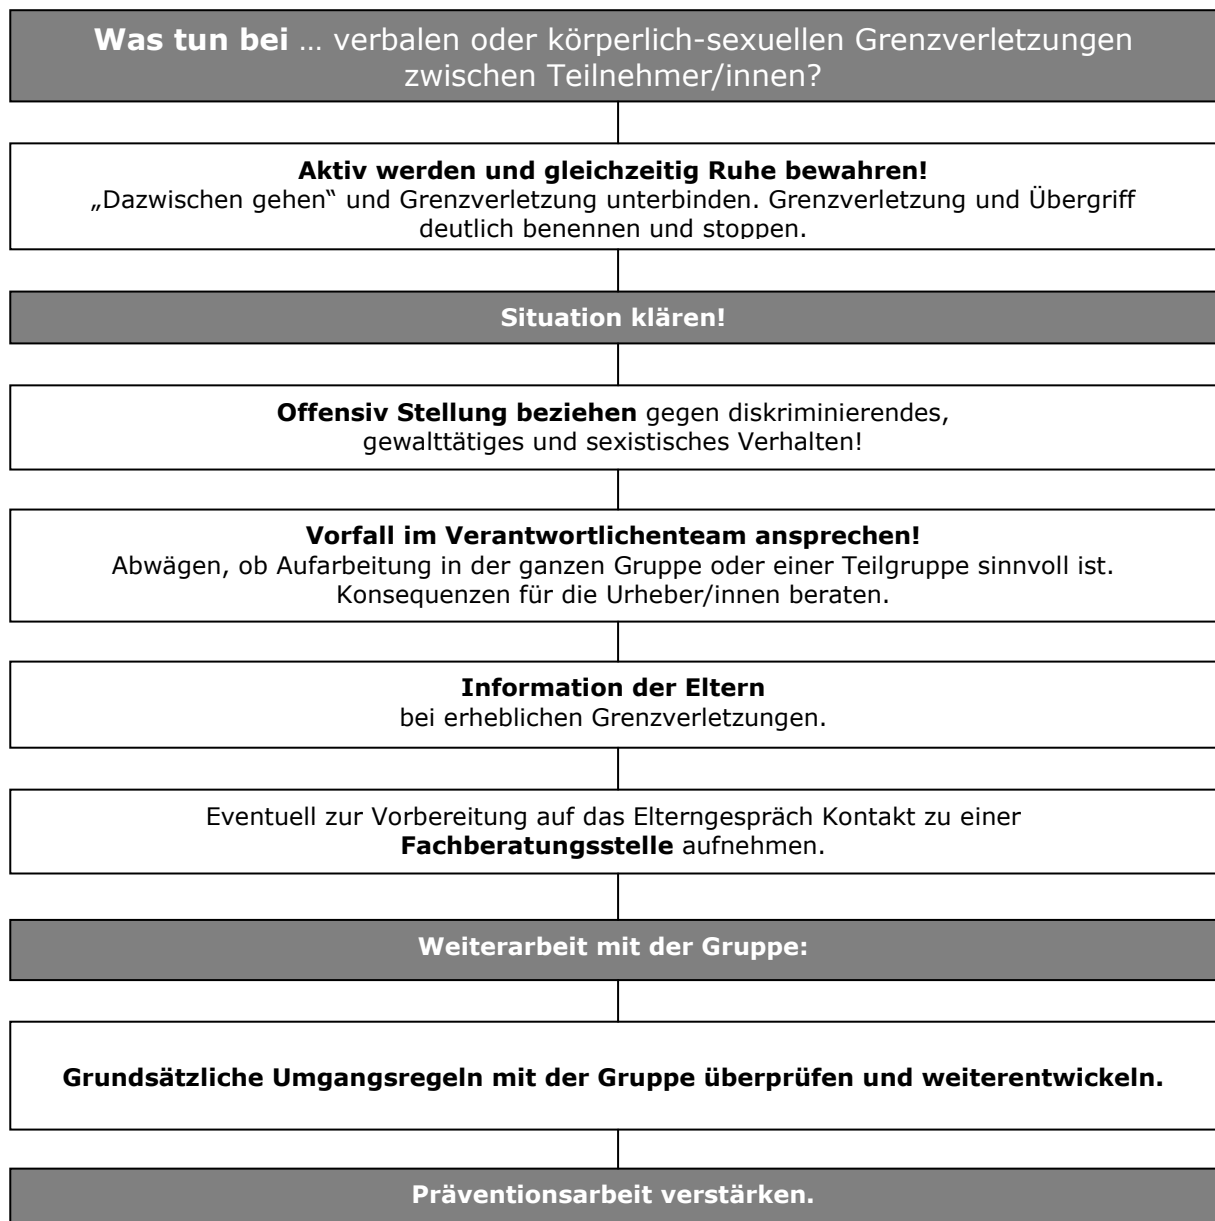 Was tun bei … verbalen oder körperlich-sexuellen Grenzverletzungen
zwischen Teilnehmer/innen?
Aktiv werden und gleichzeitig Ruhe bewahren!
„Dazwischen gehen“ und Grenzverletzung unterbinden. Grenzverletzung und Übergriff
deutlich benennen und stoppen.
Situation klären!
Offensiv Stellung beziehen gegen diskriminierendes,
gewalttätiges und sexistisches Verhalten!
Vorfall im Verantwortlichenteam ansprechen!
Abwägen, ob Aufarbeitung in der ganzen Gruppe oder einer Teilgruppe sinnvoll ist.
Konsequenzen für die Urheber/innen beraten.
Information der Eltern
bei erheblichen Grenzverletzungen.
Eventuell zur Vorbereitung auf das Elterngespräch Kontakt zu einer
Fachberatungsstelle aufnehmen.
Weiterarbeit mit der Gruppe:
Grundsätzliche Umgangsregeln mit der Gruppe überprüfen und weiterentwickeln.
Präventionsarbeit verstärken.